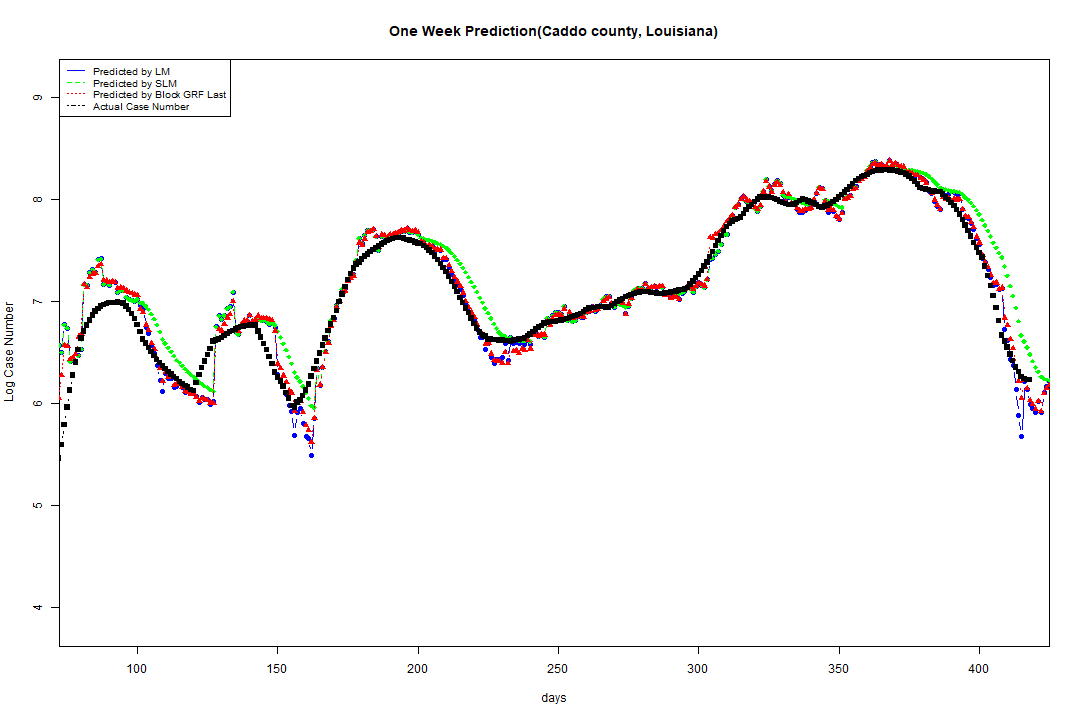 One Week Prediction(Caddo county, Louisiana)
Predicted by LM
Predicted by SLM
Predicted by Block GRF Last
Actual Case Number
Log Case Number
9
8
7
6
5
4
100 150 200 250 300 350 400
days